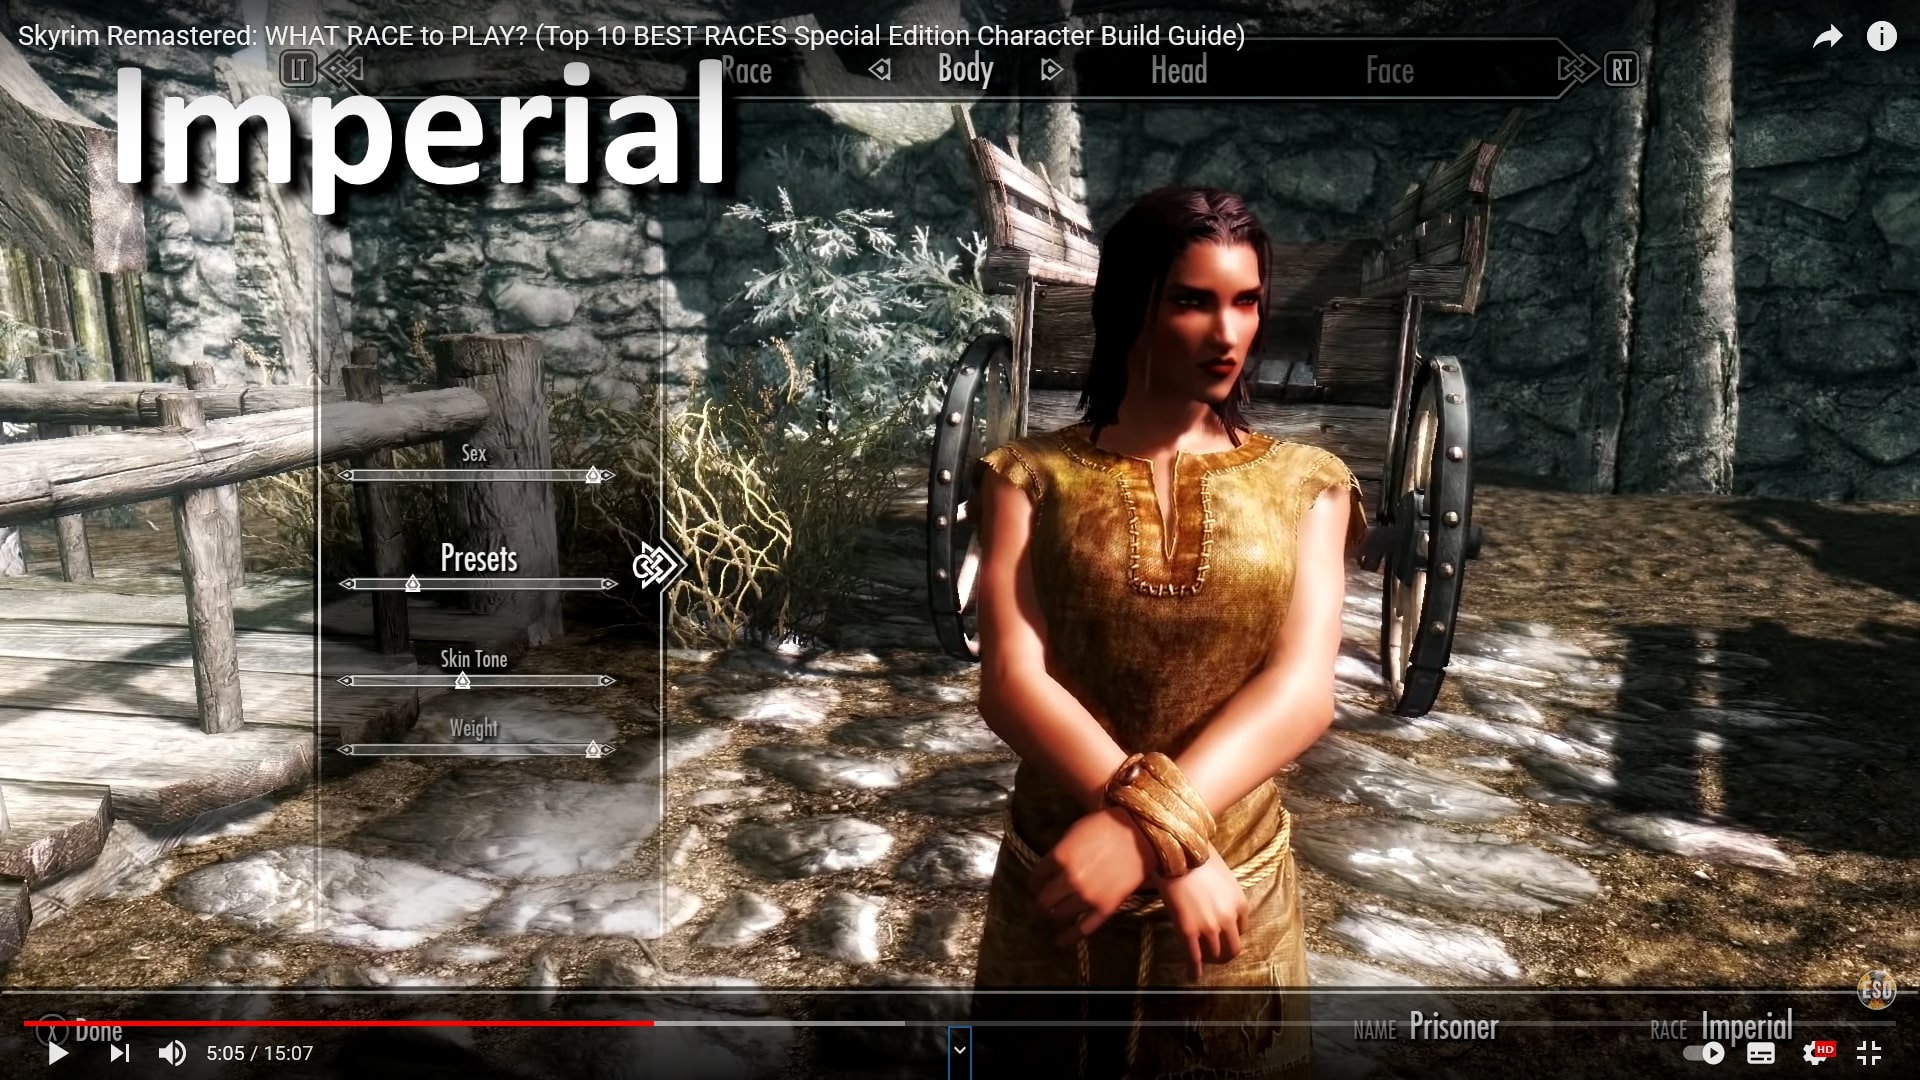 Skyrim Remastered: WHAT RACE to PLAY? (Top 10 BEST RACES Special Edition Character Build Guide)
LT Race Body Head Face RT
Imperial
Sex
Presets
Skin Tone
Weight
ESO
X Done
NAME Prisoner RACE Imperial
5:05 / 15:07
HD